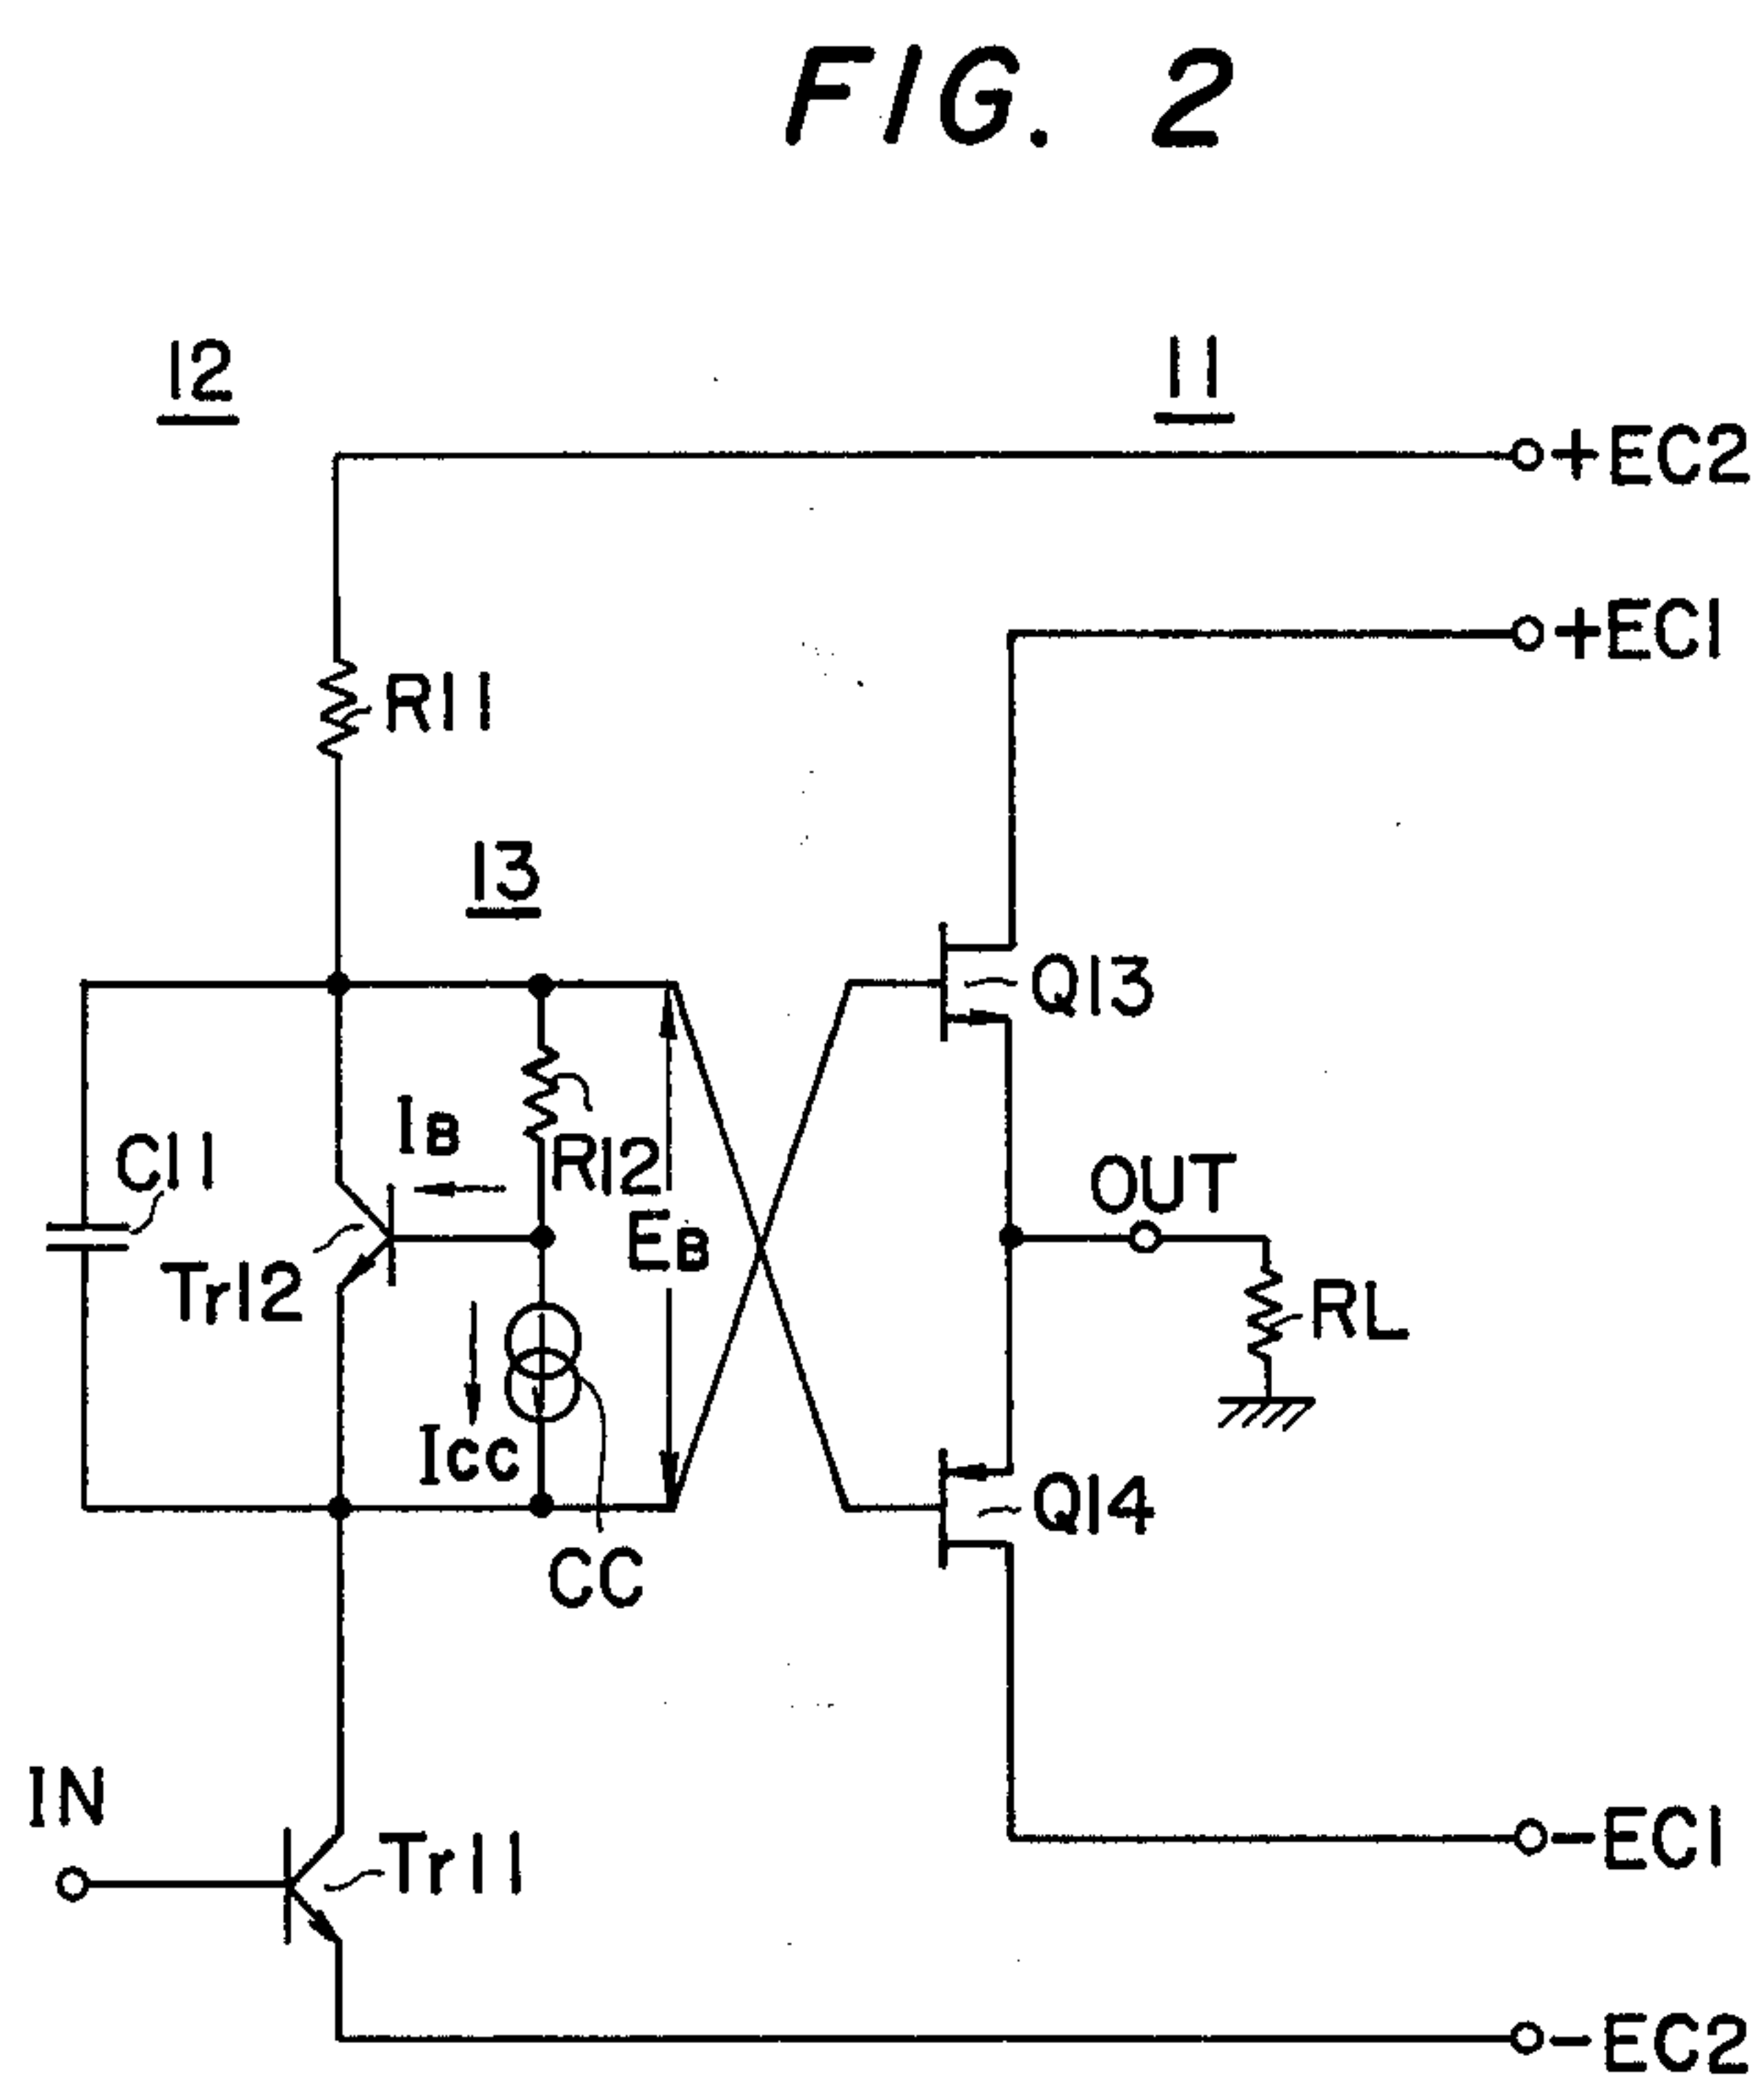 FIG. 2
12
11
+EC2
+EC1
R11
13
Q13
IB
C11
R12
OUT
EB
Tr12
RL
Icc
Q14
CC
IN
Tr11
-EC1
-EC2